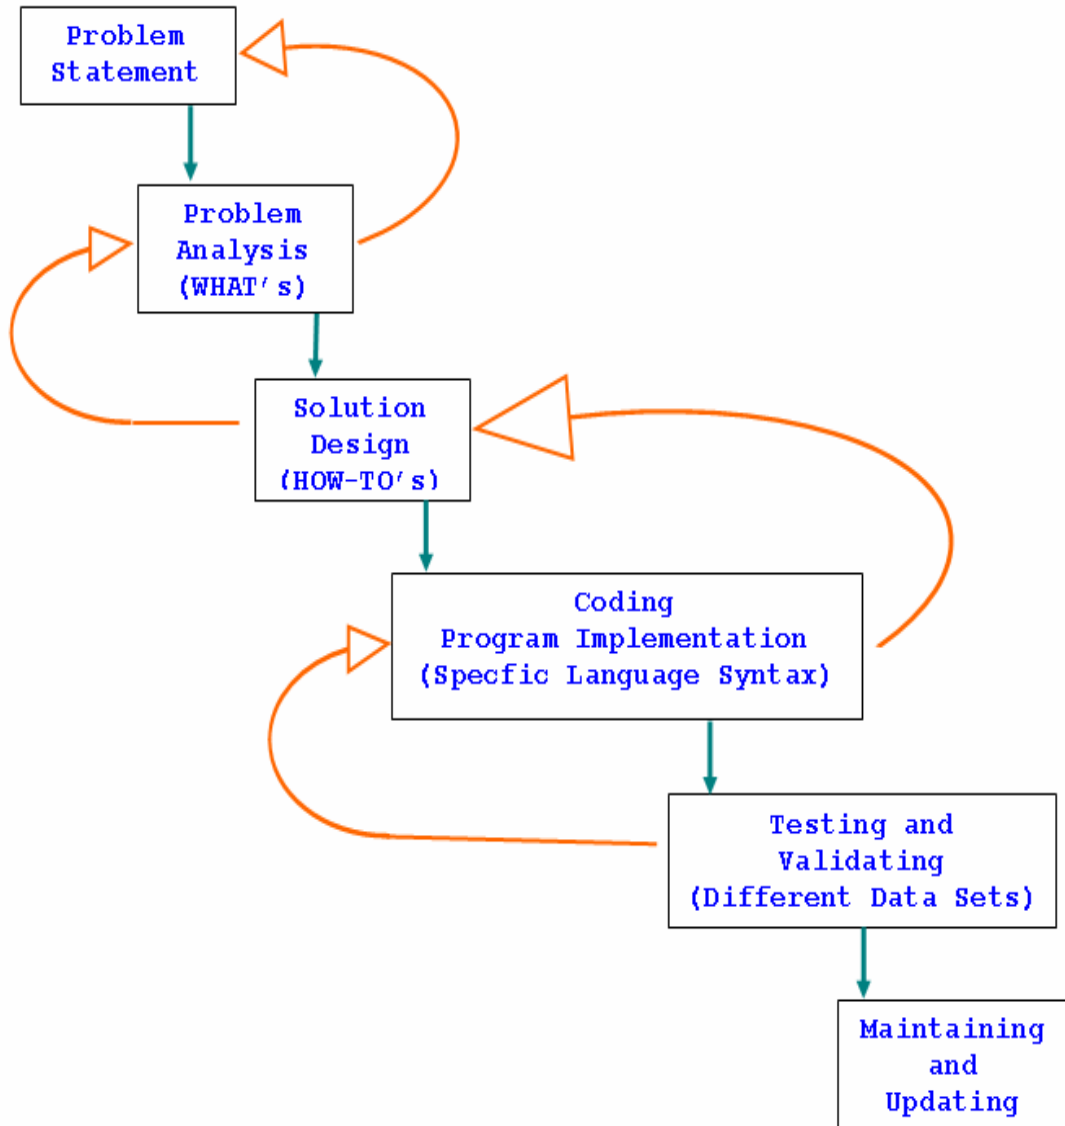 Problem
Statement
Problem
Analysis
(WHAT's)
Solution
Design
(HOW-TO's)
Coding
Program Implementation
(Specfic Language Syntax)
Testing and
Validating
(Different Data Sets)
Maintaining
and
Updating